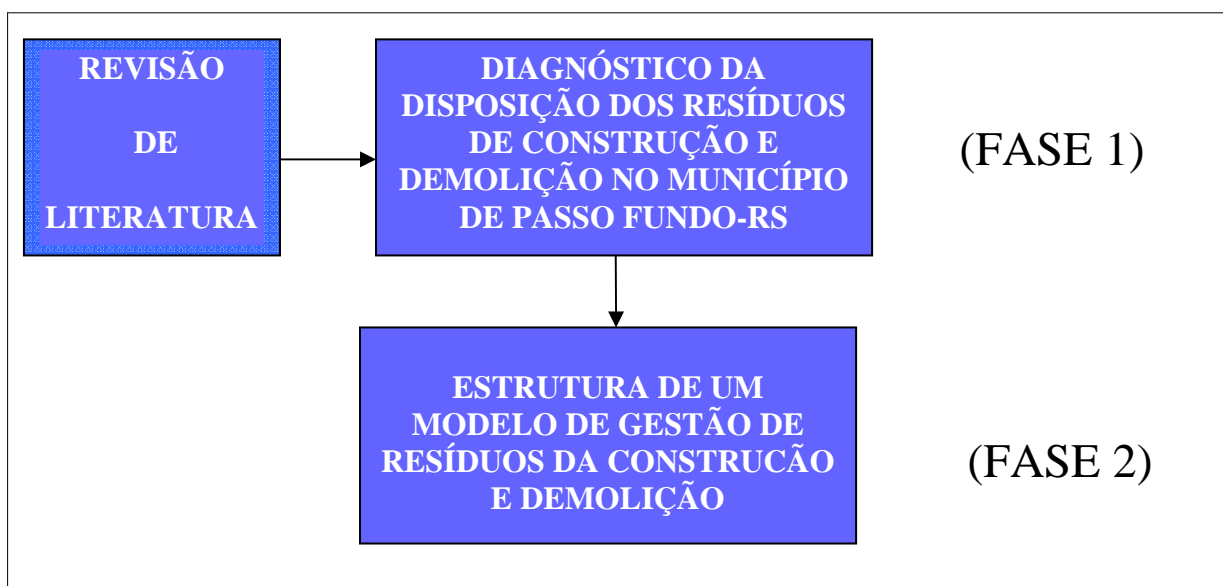 REVISÃO
DE
LITERATURA
DIAGNÓSTICO DA
DISPOSIÇÃO DOS RESÍDUOS
DE CONSTRUÇÃO E
DEMOLIÇÃO NO MUNICÍPIO
DE PASSO FUNDO-RS
(FASE 1)
ESTRUTURA DE UM
MODELO DE GESTÃO DE
RESÍDUOS DA CONSTRUCÃO
E DEMOLIÇÃO
(FASE 2)